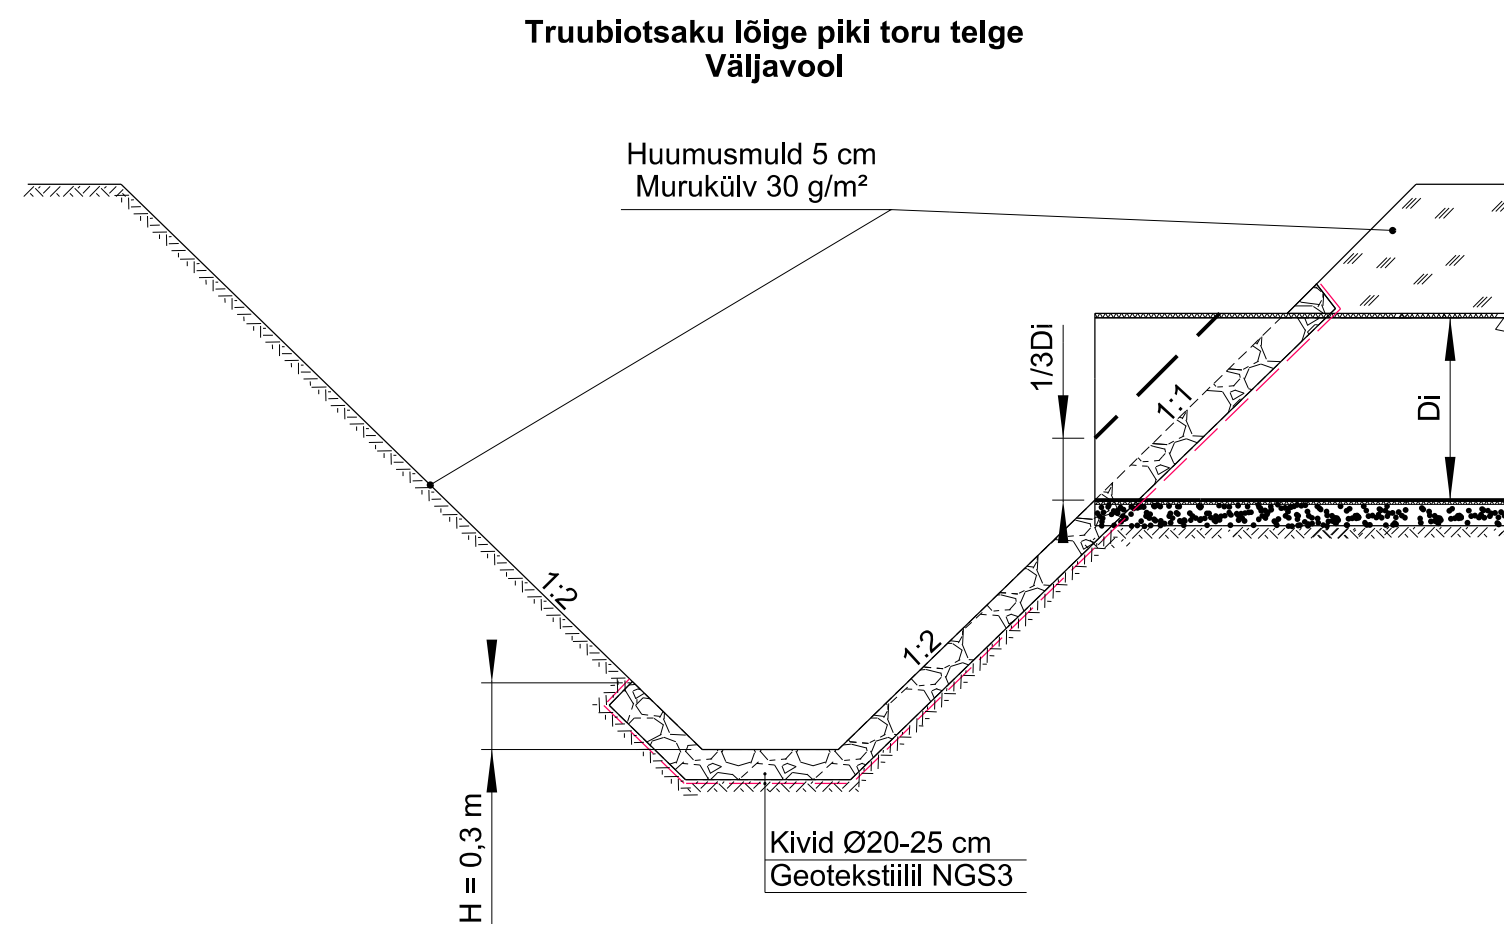 Truubiotsaku lõige piki toru telge
Väljavool
Huumusmuld 5 cm
Murukülv 30 g/m²
1/3Di
1:1
Di
1:2
1:2
H = 0,3 m
Kivid Ø20-25 cm
Geotekstiilil NGS3